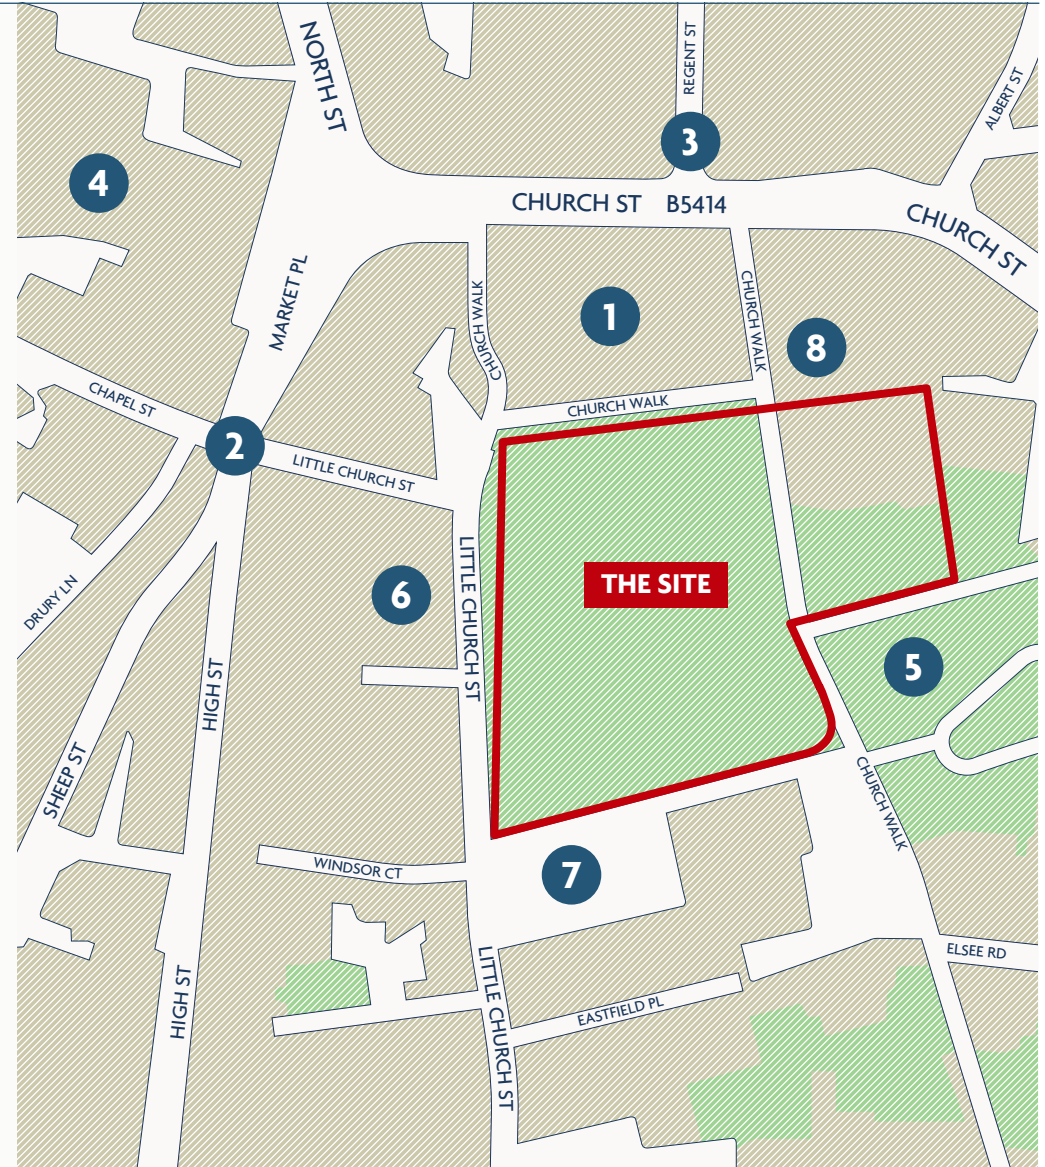 NORTH ST
REGENT ST
ALBERT ST
3
4
CHURCH ST B5414
CHURCH ST
MARKET PL
CHURCH WALK
1
CHURCH WALK
8
CHAPEL ST
CHURCH WALK
2
LITTLE CHURCH ST
THE SITE
6
LITTLE CHURCH ST
DRURY LN
5
HIGH ST
SHEEP ST
CHURCH WALK
WINDSOR CT
7
ELSEE RD
HIGH ST
LITTLE CHURCH ST
EASTFIELD PL